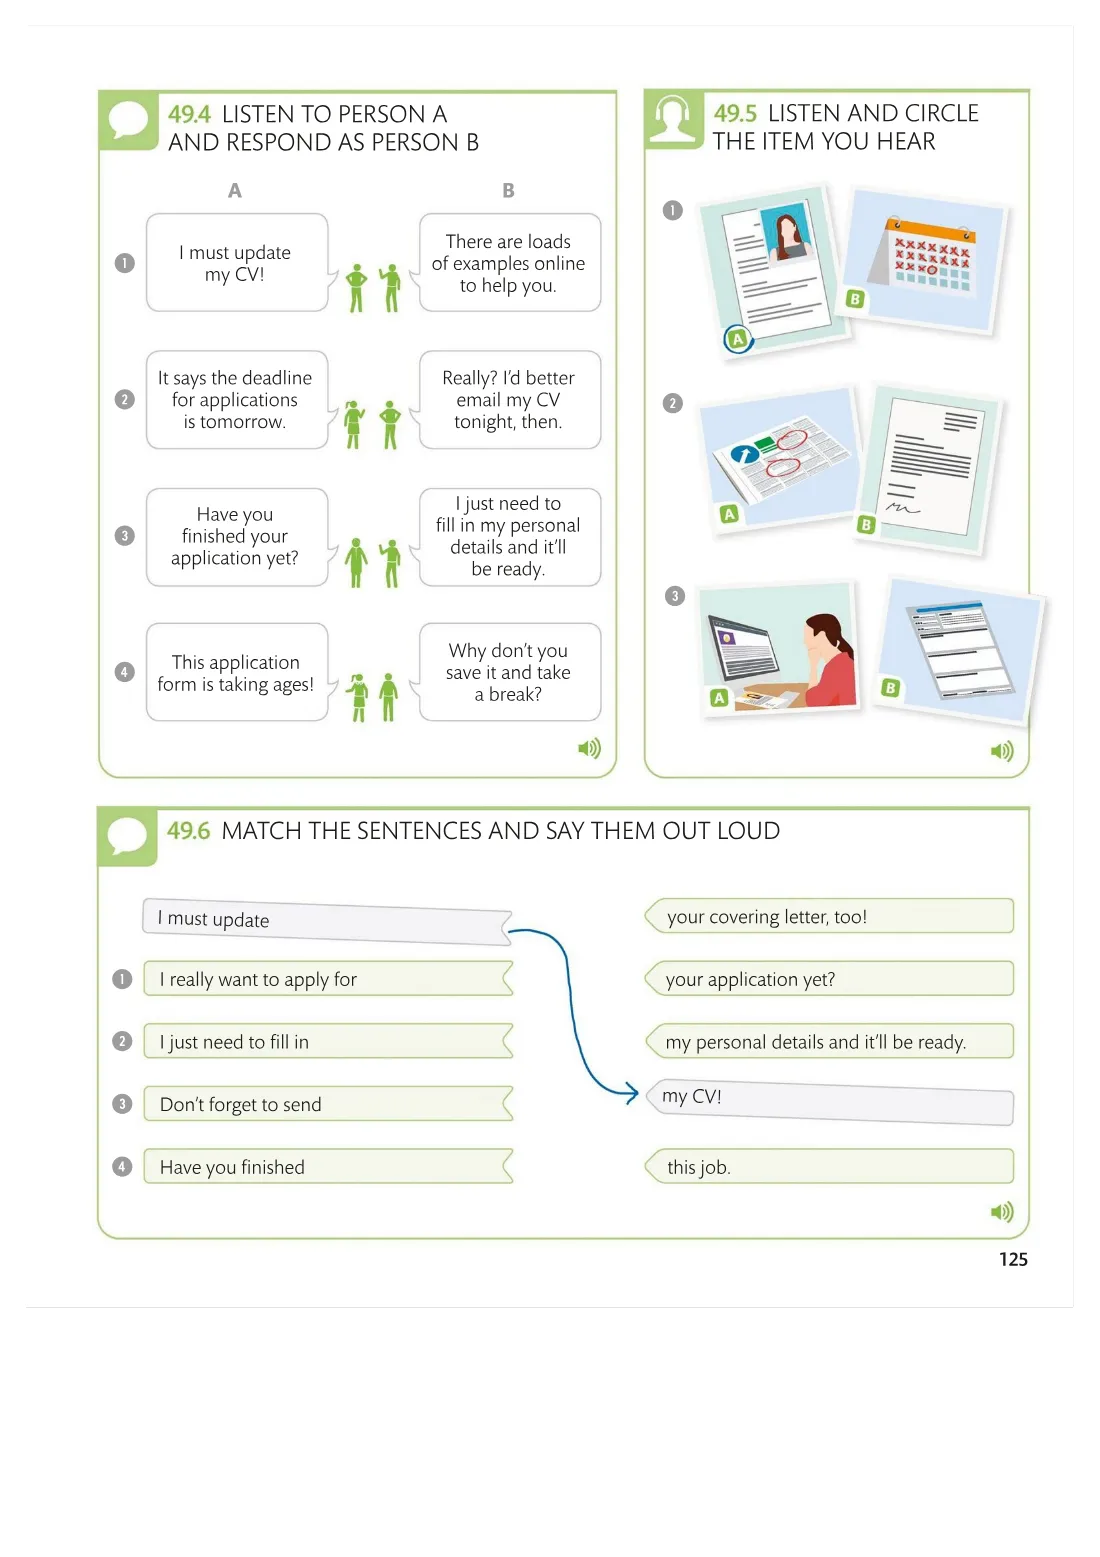 49.4 LISTEN TO PERSON A
AND RESPOND AS PERSON B
A
B
1
I must update
my CV!
There are loads
of examples online
to help you.
2
It says the deadline
for applications
is tomorrow.
Really? I'd better
email my CV
tonight, then.
3
Have you
finished your
application yet?
I just need to
fill in my personal
details and it'll
be ready.
4
This application
form is taking ages!
Why don't you
save it and take
a break?
49.5 LISTEN AND CIRCLE
THE ITEM YOU HEAR
1
A
B
2
A
B
3
A
B
49.6 MATCH THE SENTENCES AND SAY THEM OUT LOUD
I must update
your covering letter, too!
1
I really want to apply for
your application yet?
2
I just need to fill in
my personal details and it'll be ready.
3
Don't forget to send
my CV!
4
Have you finished
this job.
125